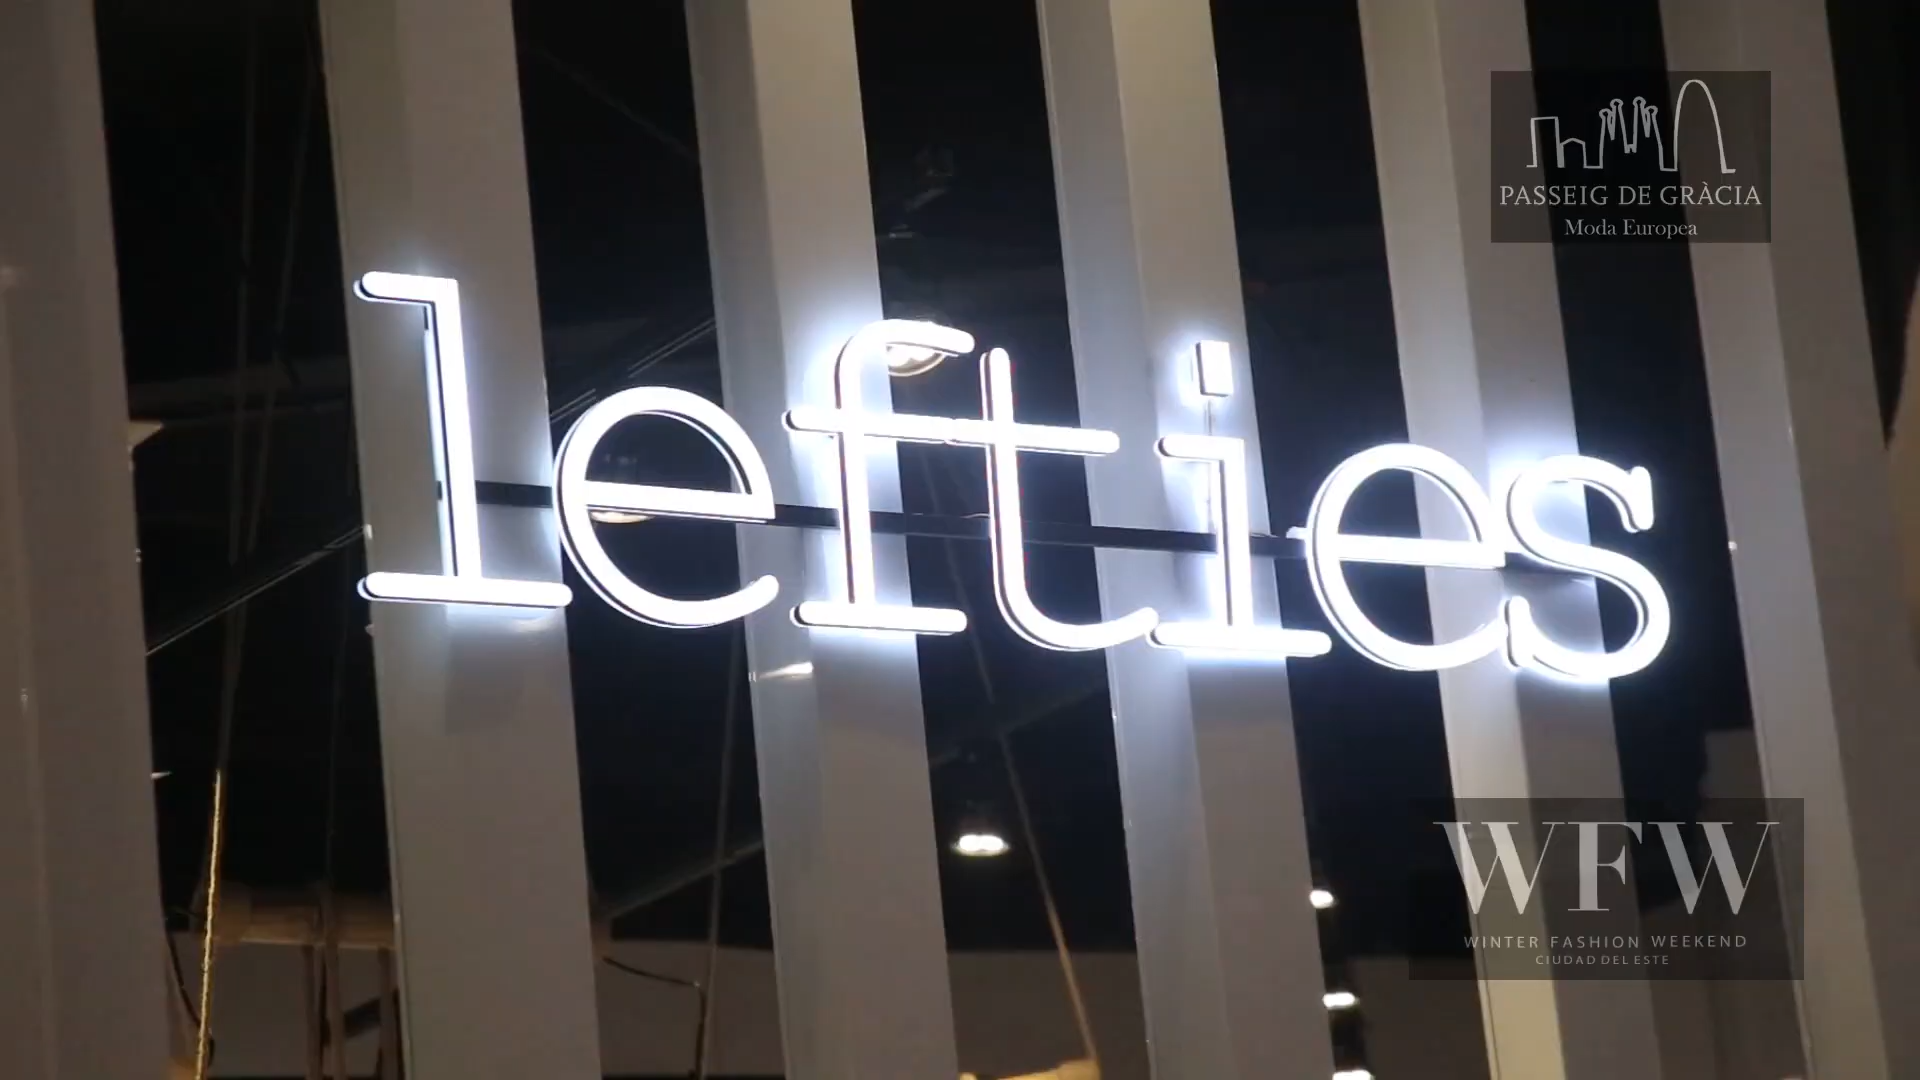 PASSEIG DE GRÀCIA
Moda Europea
lefties
WFW
WINTER FASHION WEEKEND
CIUDAD DEL ESTE